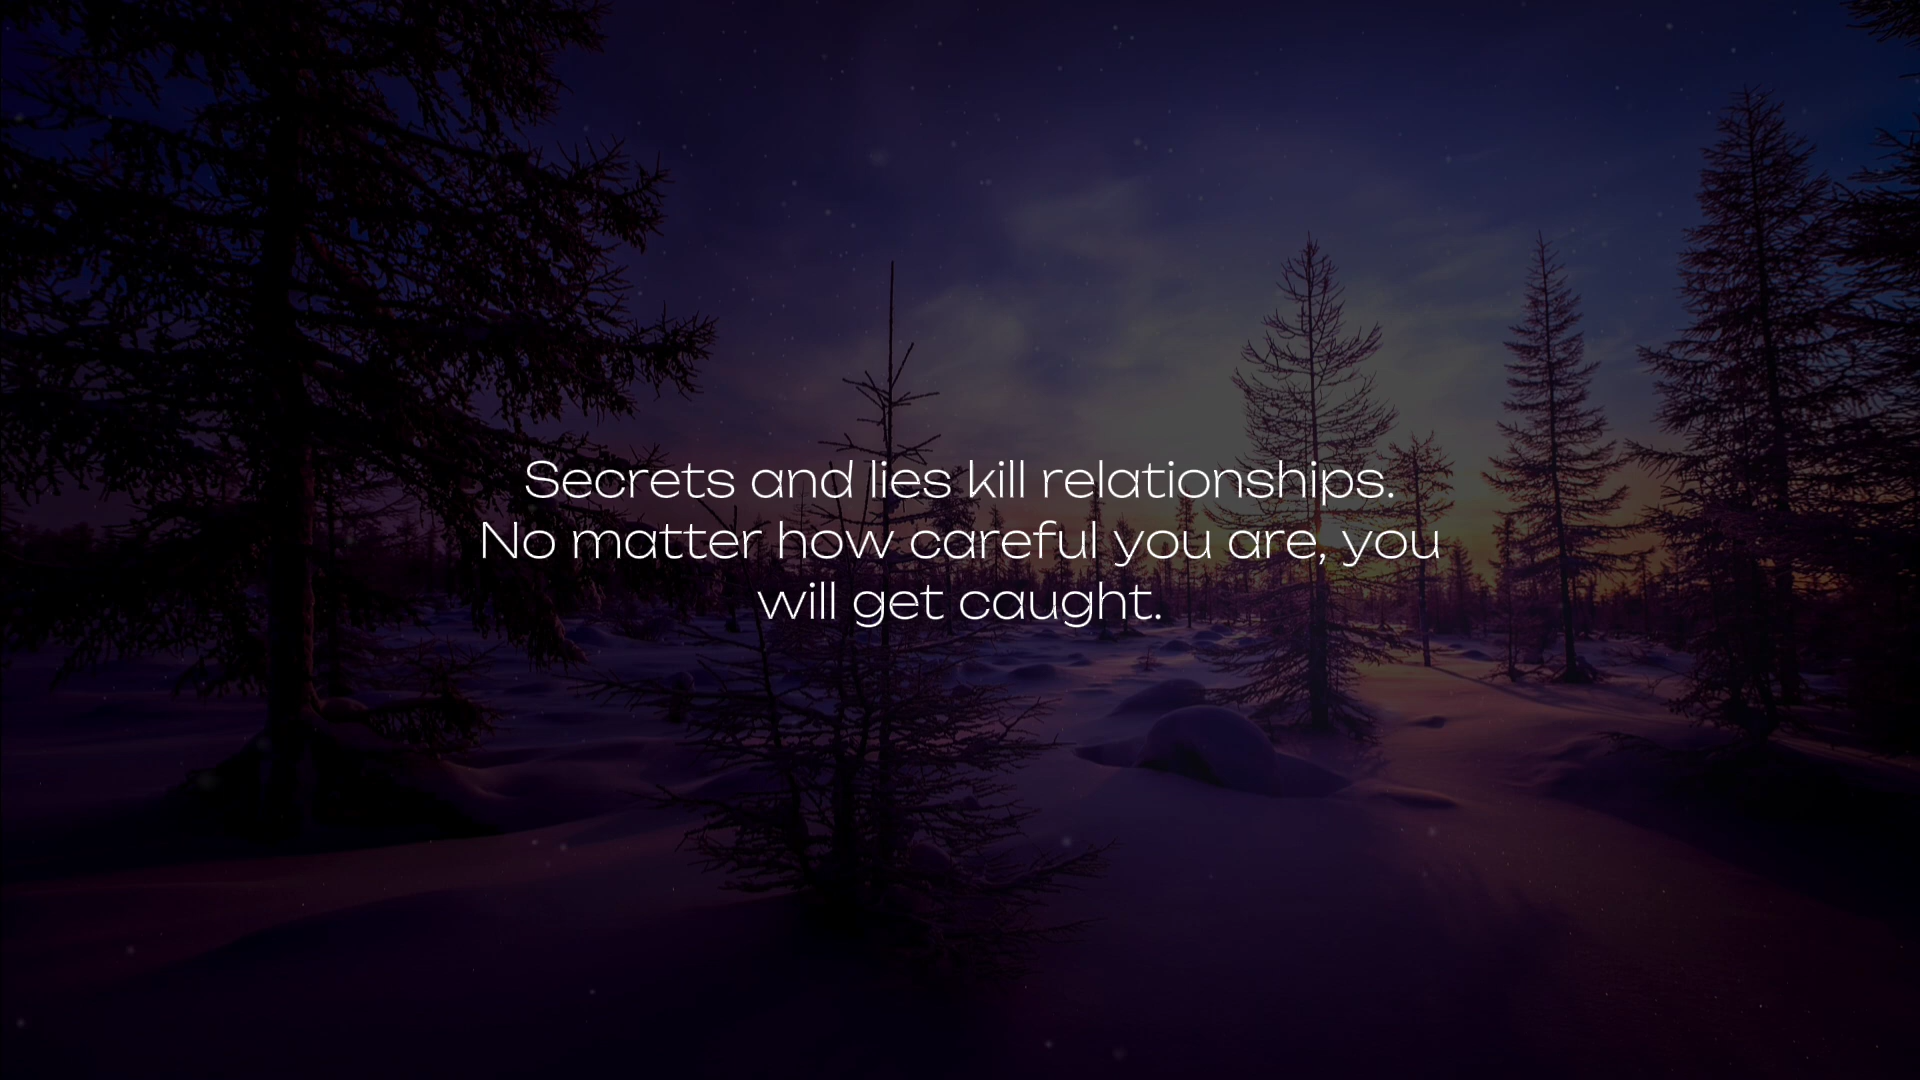 Secrets and lies kill relationships.
No matter how careful you are, you
will get caught.